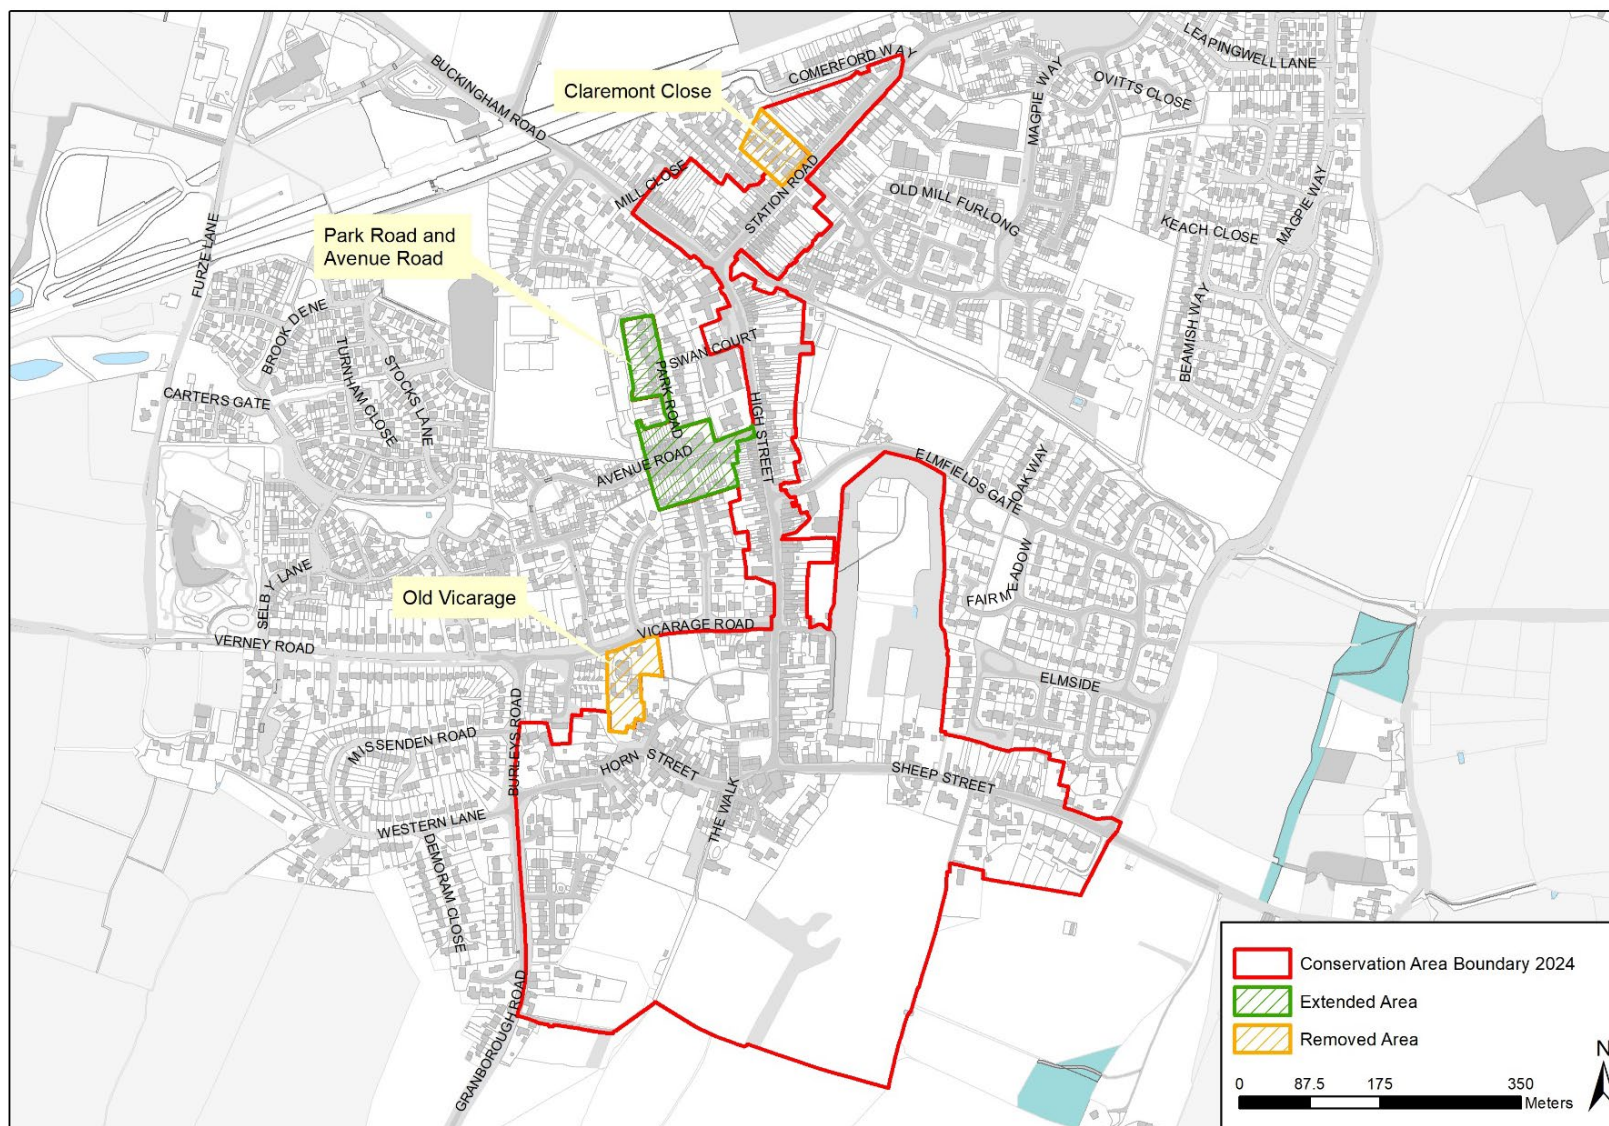 LEAPINGWELL LANE
COMERFORD WAY
BUCKINGHAM ROAD
MAGPIE WAY
OVITTS CLOSE
Claremont Close
MILL CLOSE
STATION ROAD
OLD MILL FURLONG
MAGPIE WAY
KEACH CLOSE
FURZE LANE
Park Road and
Avenue Road
BROOK DENE
TURNHAM CLOSE
STOCKS LANE
CARTERS GATE
SWAN COURT
PARK ROAD
HIGH STREET
BEAMISH WAY
AVENUE ROAD
ELMFIELDS GATE
OAK WAY
FAIRMEADOW
SELBY LANE
Old Vicarage
VERNEY ROAD
VICARAGE ROAD
ELMSIDE
MISSENDEN ROAD
BURLEYS ROAD
HORN STREET
SHEEP STREET
THE WALK
WESTERN LANE
DEMORAM CLOSE
GRANBOROUGH ROAD
Conservation Area Boundary 2024
Extended Area
Removed Area
N
0 87.5 175 350
Meters